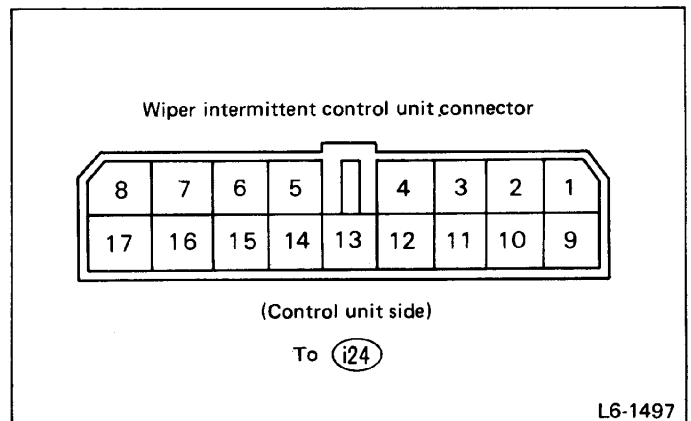 Wiper intermittent control unit connector
8 7 6 5 4 3 2 1
17 16 15 14 13 12 11 10 9
(Control unit side)
To i24
L6-1497